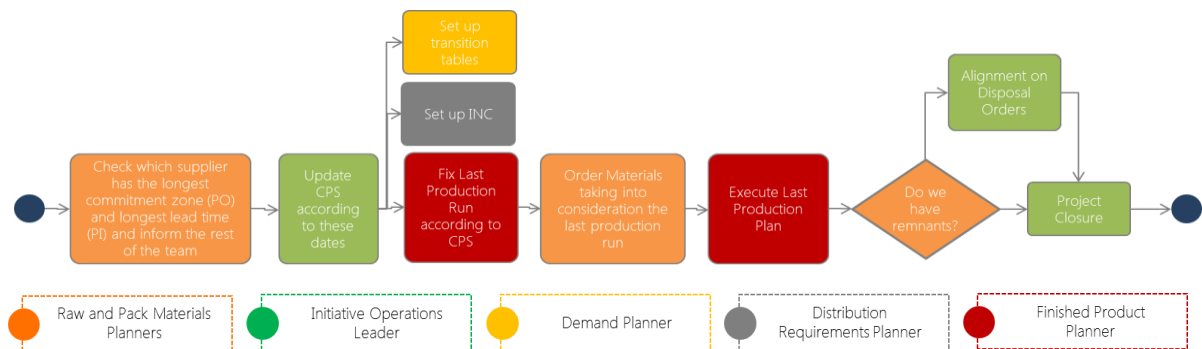 Set up
transition
tables
Set up INC
Check which supplier
has the longest
commitment zone (PO)
and longest lead time
(PI) and inform the rest
of the team
Update
CPS
according
to these
dates
Fix Last
Production
Run
according to
CPS
Order Materials
taking into
consideration the
last production
run
Execute Last
Production
Plan
Do we
have
remnants?
Alignment on
Disposal
Orders
Project
Closure
Raw and Pack Materials
Planners
Initiative Operations
Leader
Demand Planner
Distribution
Requirements Planner
Finished Product
Planner